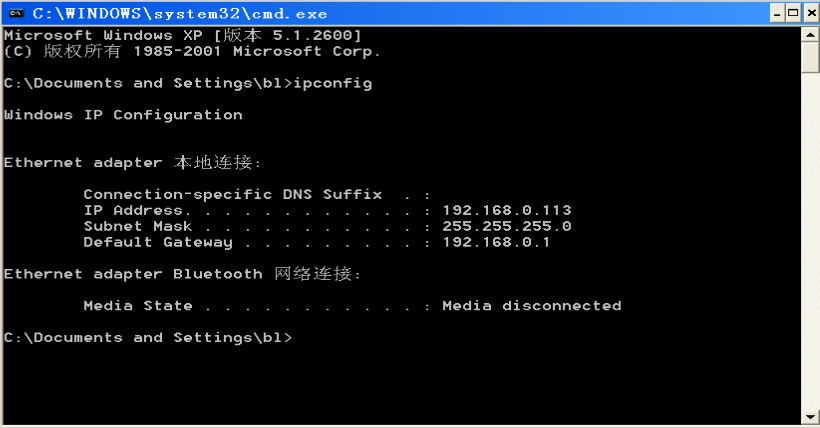 C:\WINDOWS\system32\cmd.exe
Microsoft Windows XP [版本 5.1.2600]
(C) 版权所有 1985-2001 Microsoft Corp.
C:\Documents and Settings\bl>ipconfig
Windows IP Configuration
Ethernet adapter 本地连接:
Connection-specific DNS Suffix  . :
IP Address. . . . . . . . . . . . : 192.168.0.113
Subnet Mask . . . . . . . . . . . : 255.255.255.0
Default Gateway . . . . . . . . . : 192.168.0.1
Ethernet adapter Bluetooth 网络连接:
Media State . . . . . . . . . . . : Media disconnected
C:\Documents and Settings\bl>